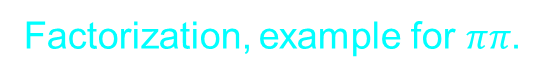 Factorization, example for 𝜋𝜋.